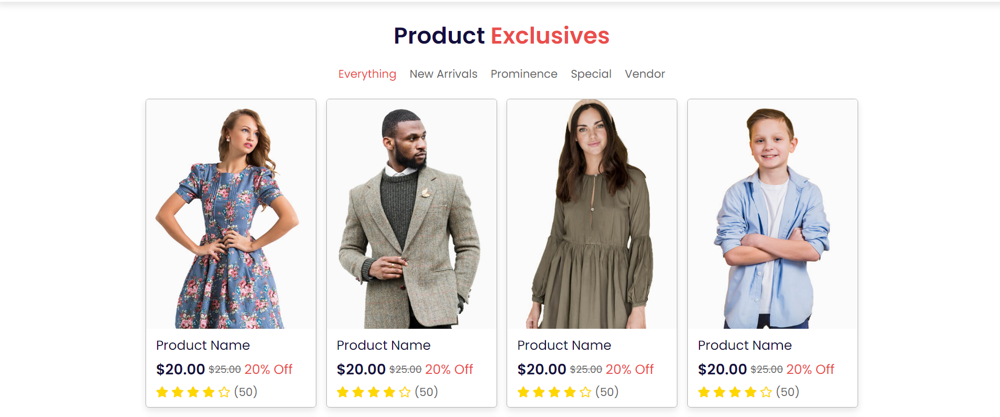 Product Exclusives
Everything New Arrivals Prominence Special Vendor
Product Name
$20.00 $25.00 20% Off
(50)
Product Name
$20.00 $25.00 20% Off
(50)
Product Name
$20.00 $25.00 20% Off
(50)
Product Name
$20.00 $25.00 20% Off
(50)